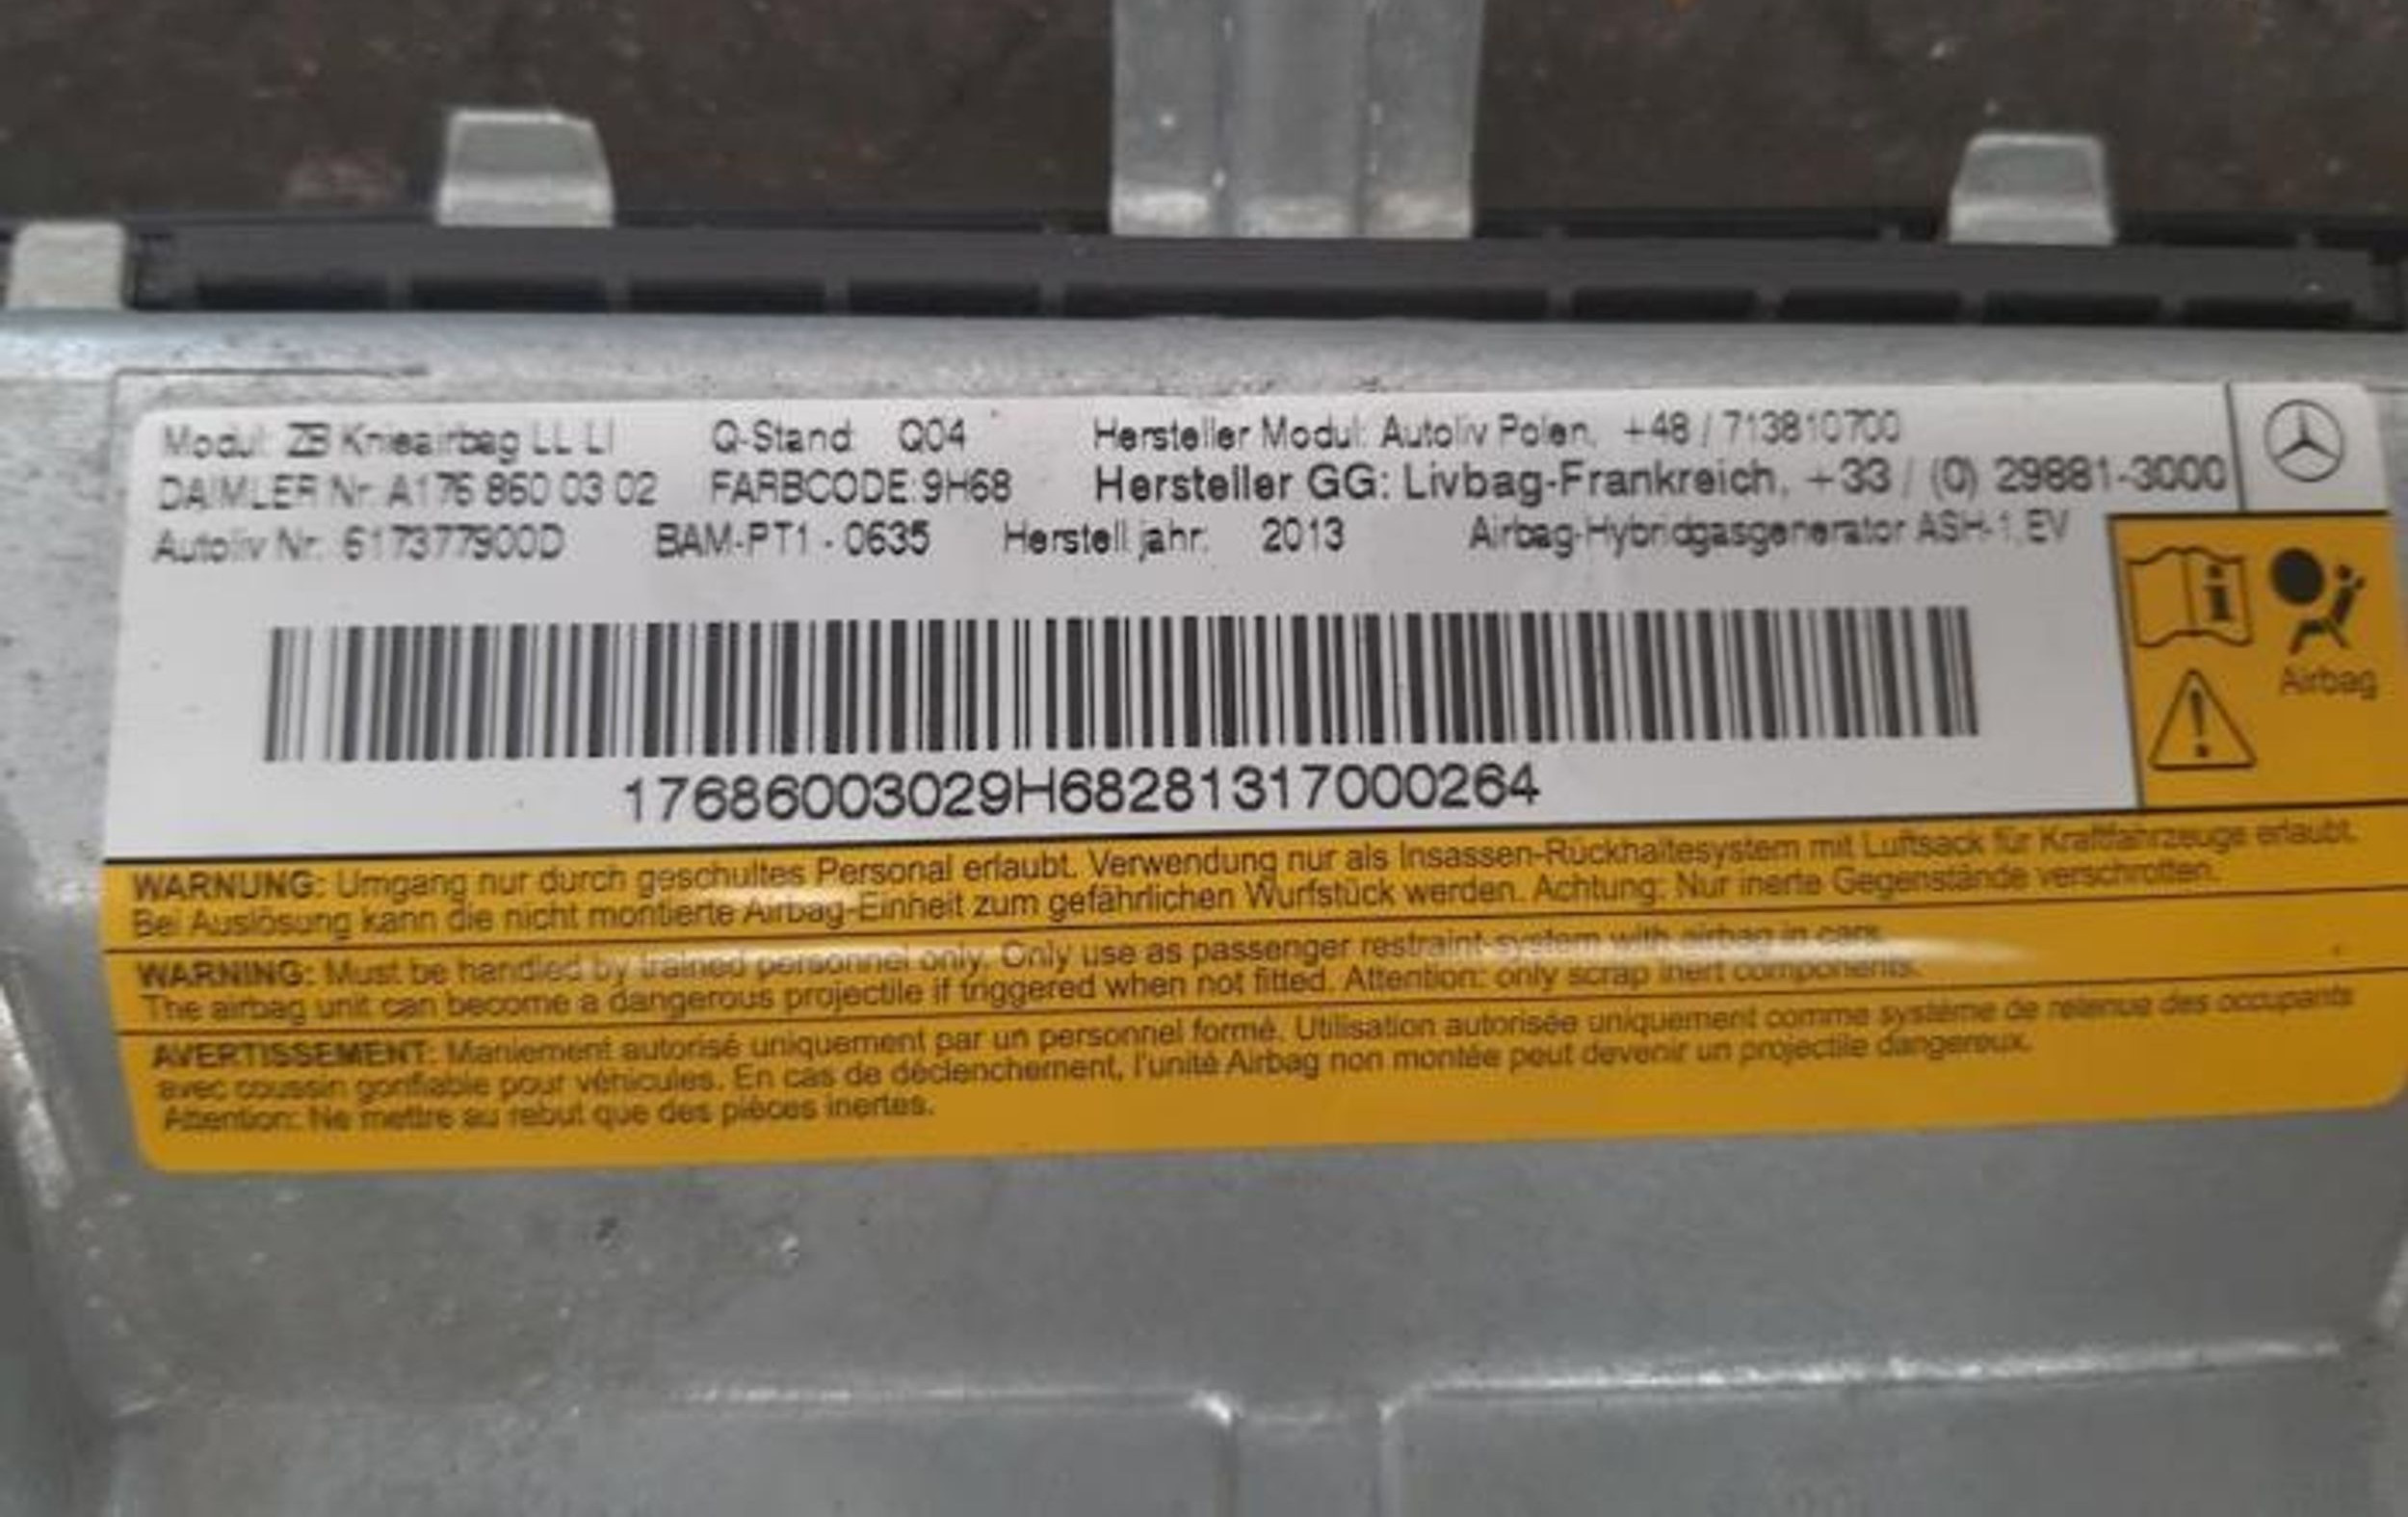 Modul: ZB Knieairbag LL LI Q-Stand: Q04 Hersteller Modul: Autoliv Polen, +48 / 713810700
DAIMLER Nr: A176 860 03 02 FARBCODE:9H68 Hersteller GG: Livbag-Frankreich, +33 / (0) 29881-3000
Autoliv Nr: 617377900D BAM-PT1 - 0635 Herstell.jahr: 2013 Airbag-Hybridgasgenerator ASH-1,EV
Airbag
17686003029H68281317000264
WARNUNG: Umgang nur durch geschultes Personal erlaubt. Verwendung nur als Insassen-Rückhaltesystem mit Luftsack für Kraftfahrzeuge erlaubt.
Bei Auslösung kann die nicht montierte Airbag-Einheit zum gefährlichen Wurfstück werden. Achtung: Nur inerte Gegenstände verschrotten.
WARNING: Must be handled by trained personnel only. Only use as passenger restraint-system with airbag in cars.
The airbag unit can become a dangerous projectile if triggered when not fitted. Attention: only scrap inert components.
AVERTISSEMENT: Maniement autorisé uniquement par un personnel formé. Utilisation autorisée uniquement comme système de retenue des occupants
avec coussin gonflable pour véhicules. En cas de déclenchement, l'unité Airbag non montée peut devenir un projectile dangereux.
Attention: Ne mettre au rebut que des pièces inertes.